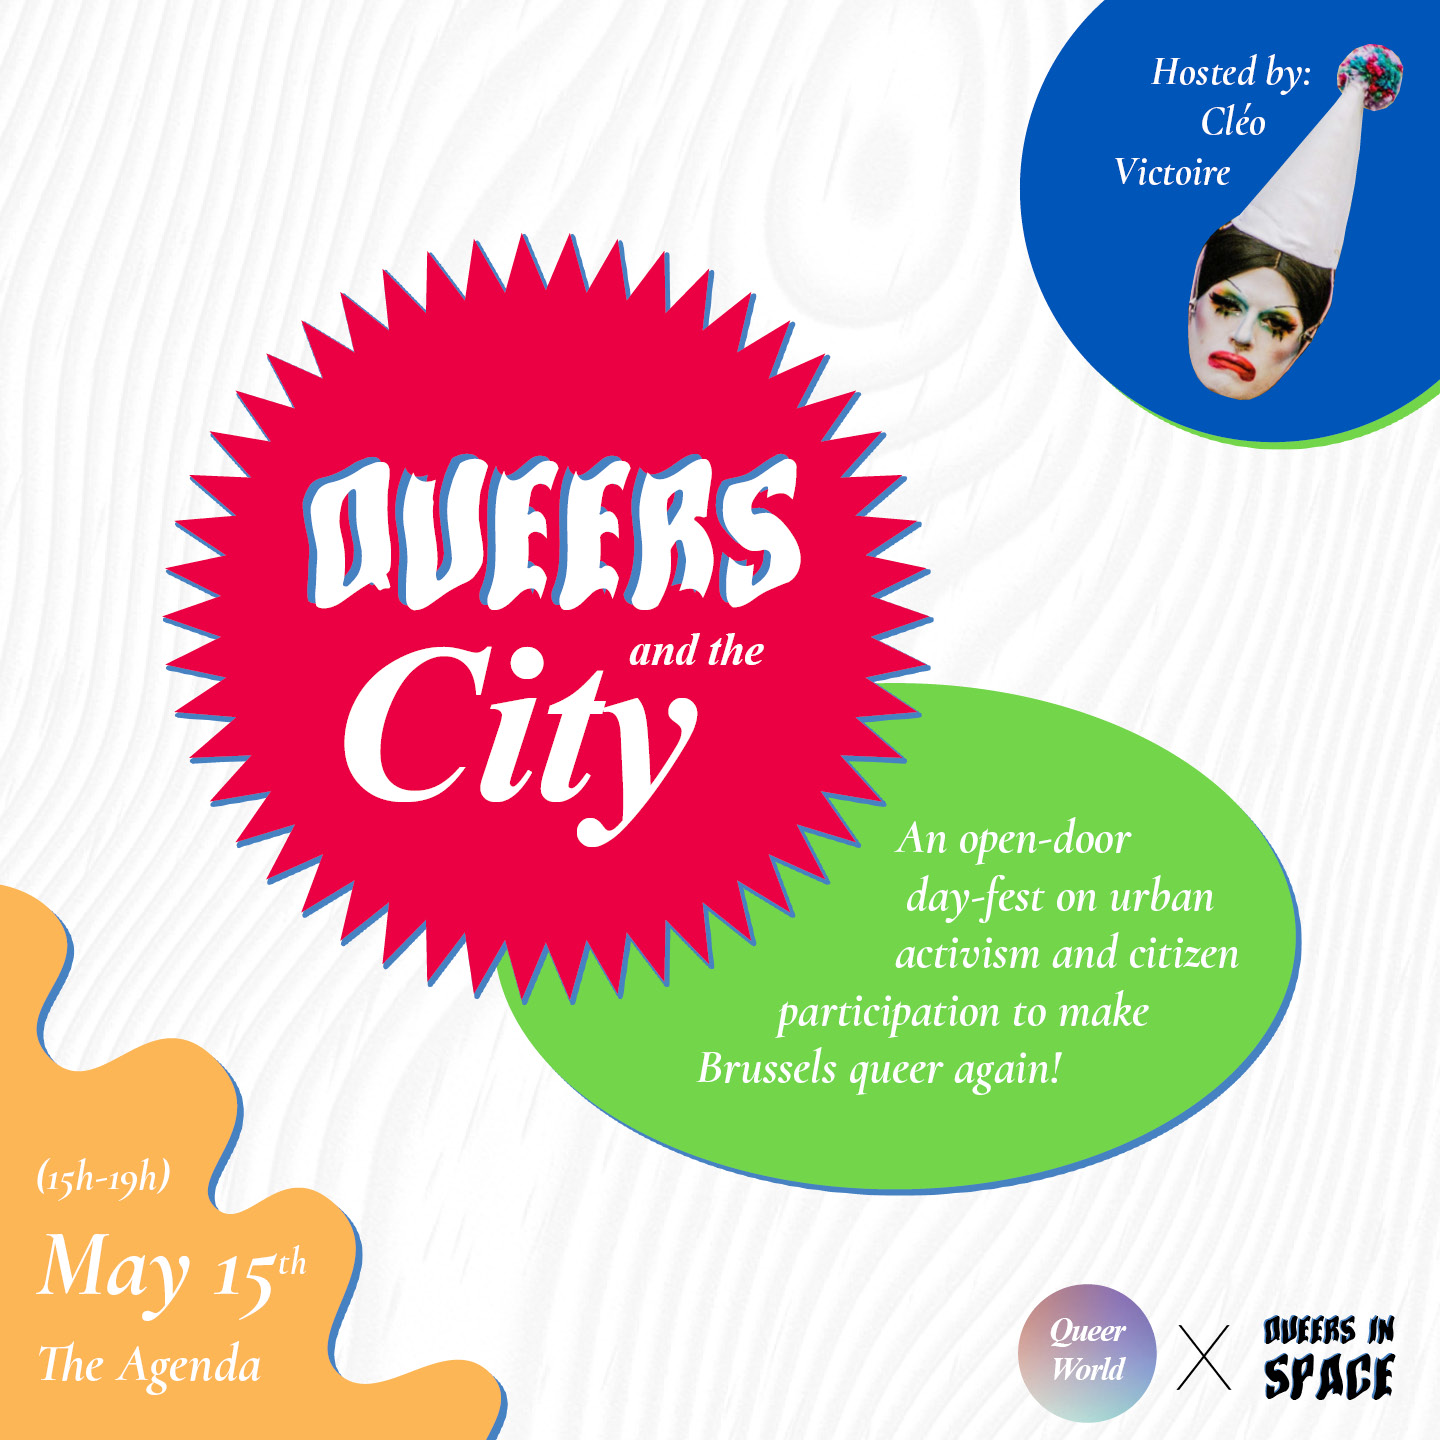 Hosted by:
Cléo
Victoire
QUEERS
and the
City
An open-door
day-fest on urban
activism and citizen
participation to make
Brussels queer again!
(15h-19h)
May 15th
The Agenda
Queer
World
X
QUEERS IN
SPACE